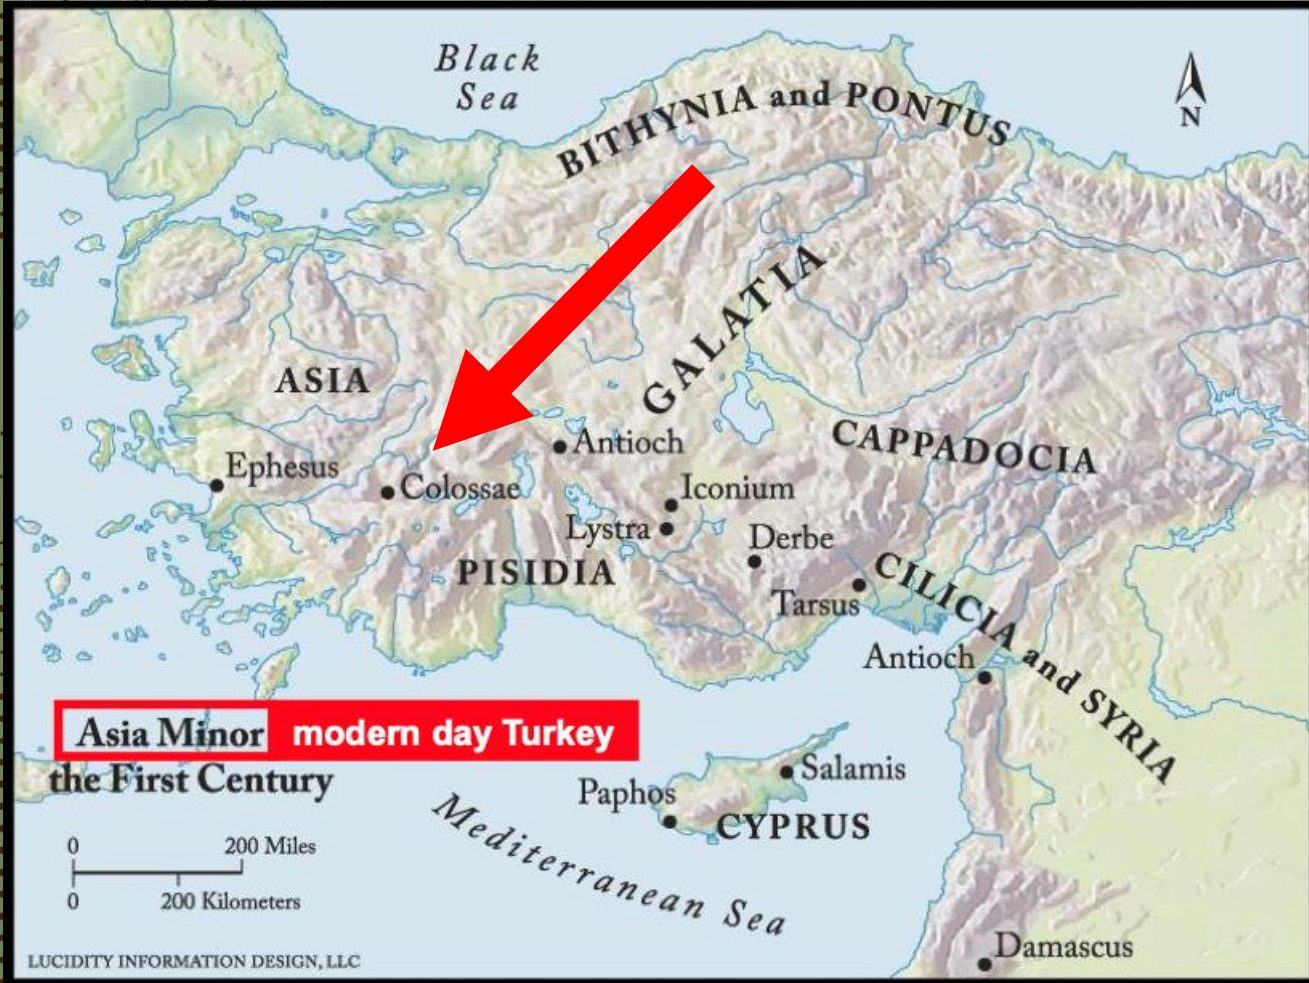 Black
Sea
BITHYNIA and PONTUS
N
GALATIA
ASIA
CAPPADOCIA
Antioch
Ephesus
Colossae
Iconium
Lystra
Derbe
PISIDIA
CILICIA and SYRIA
Tarsus
Antioch
Asia Minor modern day Turkey
the First Century
Salamis
Paphos
CYPRUS
Mediterranean Sea
0 200 Miles
0 200 Kilometers
Damascus
LUCIDITY INFORMATION DESIGN, LLC